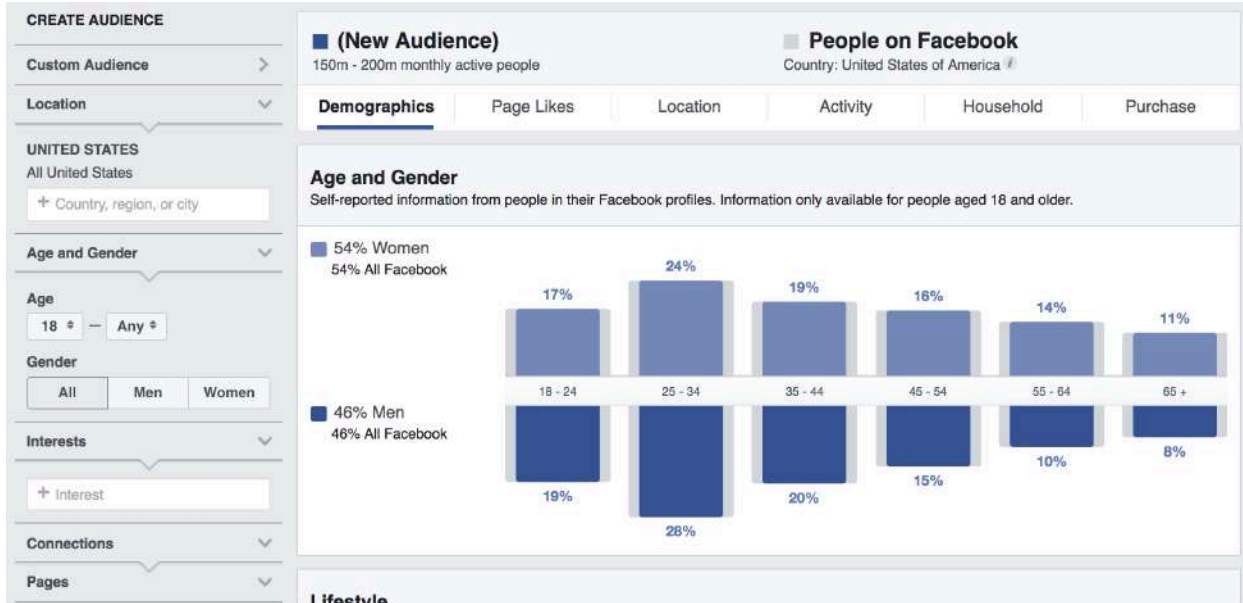 CREATE AUDIENCE
Custom Audience
Location
UNITED STATES
All United States
+ Country, region, or city
Age and Gender
Age
18 — Any
Gender
All Men Women
Interests
+ Interest
Connections
Pages
(New Audience)
150m - 200m monthly active people
People on Facebook
Country: United States of America i
Demographics Page Likes Location Activity Household Purchase
Age and Gender
Self-reported information from people in their Facebook profiles. Information only available for people aged 18 and older.
54% Women
54% All Facebook
17% 24% 19% 16% 14% 11%
18 - 24 25 - 34 35 - 44 45 - 54 55 - 64 65 +
46% Men
46% All Facebook
19% 28% 20% 15% 10% 8%
Lifestyle